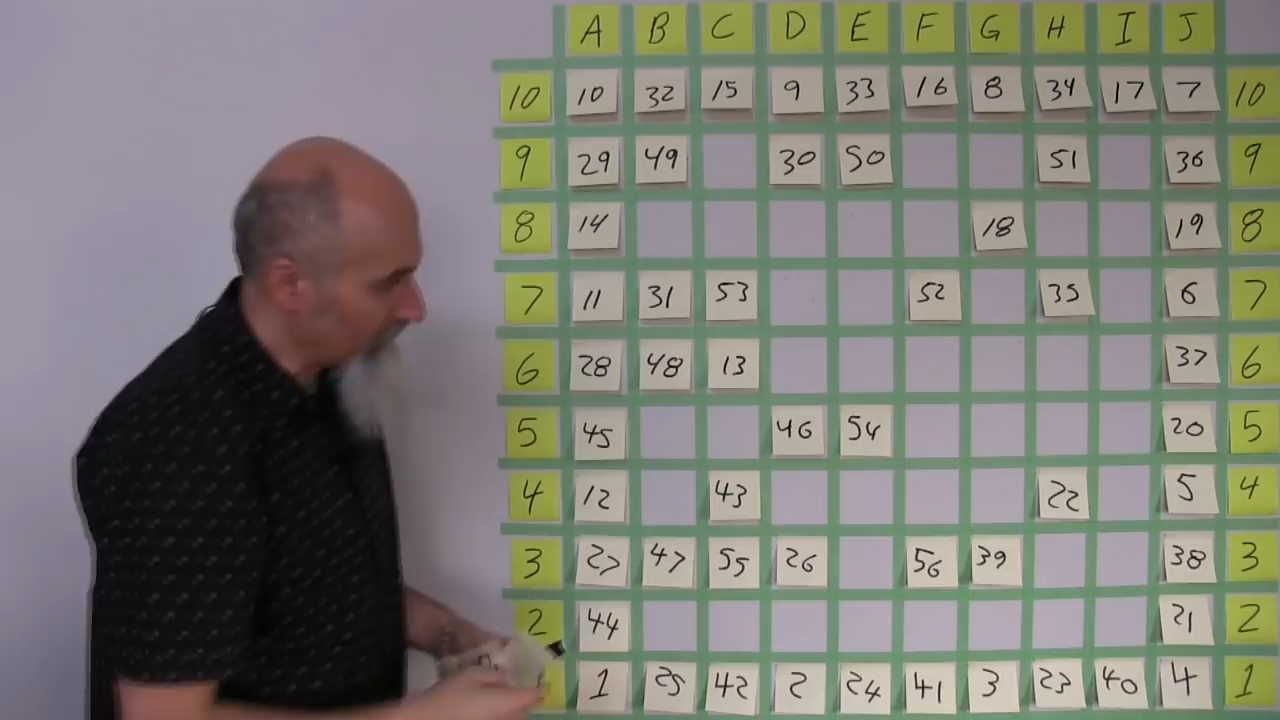 A B C D E F G H I J
10 10 32 15 9 33 16 8 34 17 7 10
9 29 49 30 50 51 36 9
8 14 18 19 8
7 11 31 53 52 35 6 7
6 28 48 13 37 6
5 45 46 54 20 5
4 12 43 22 5 4
3 27 47 55 26 56 39 38 3
2 44 21 2
1 25 42 2 24 41 3 23 40 4 1